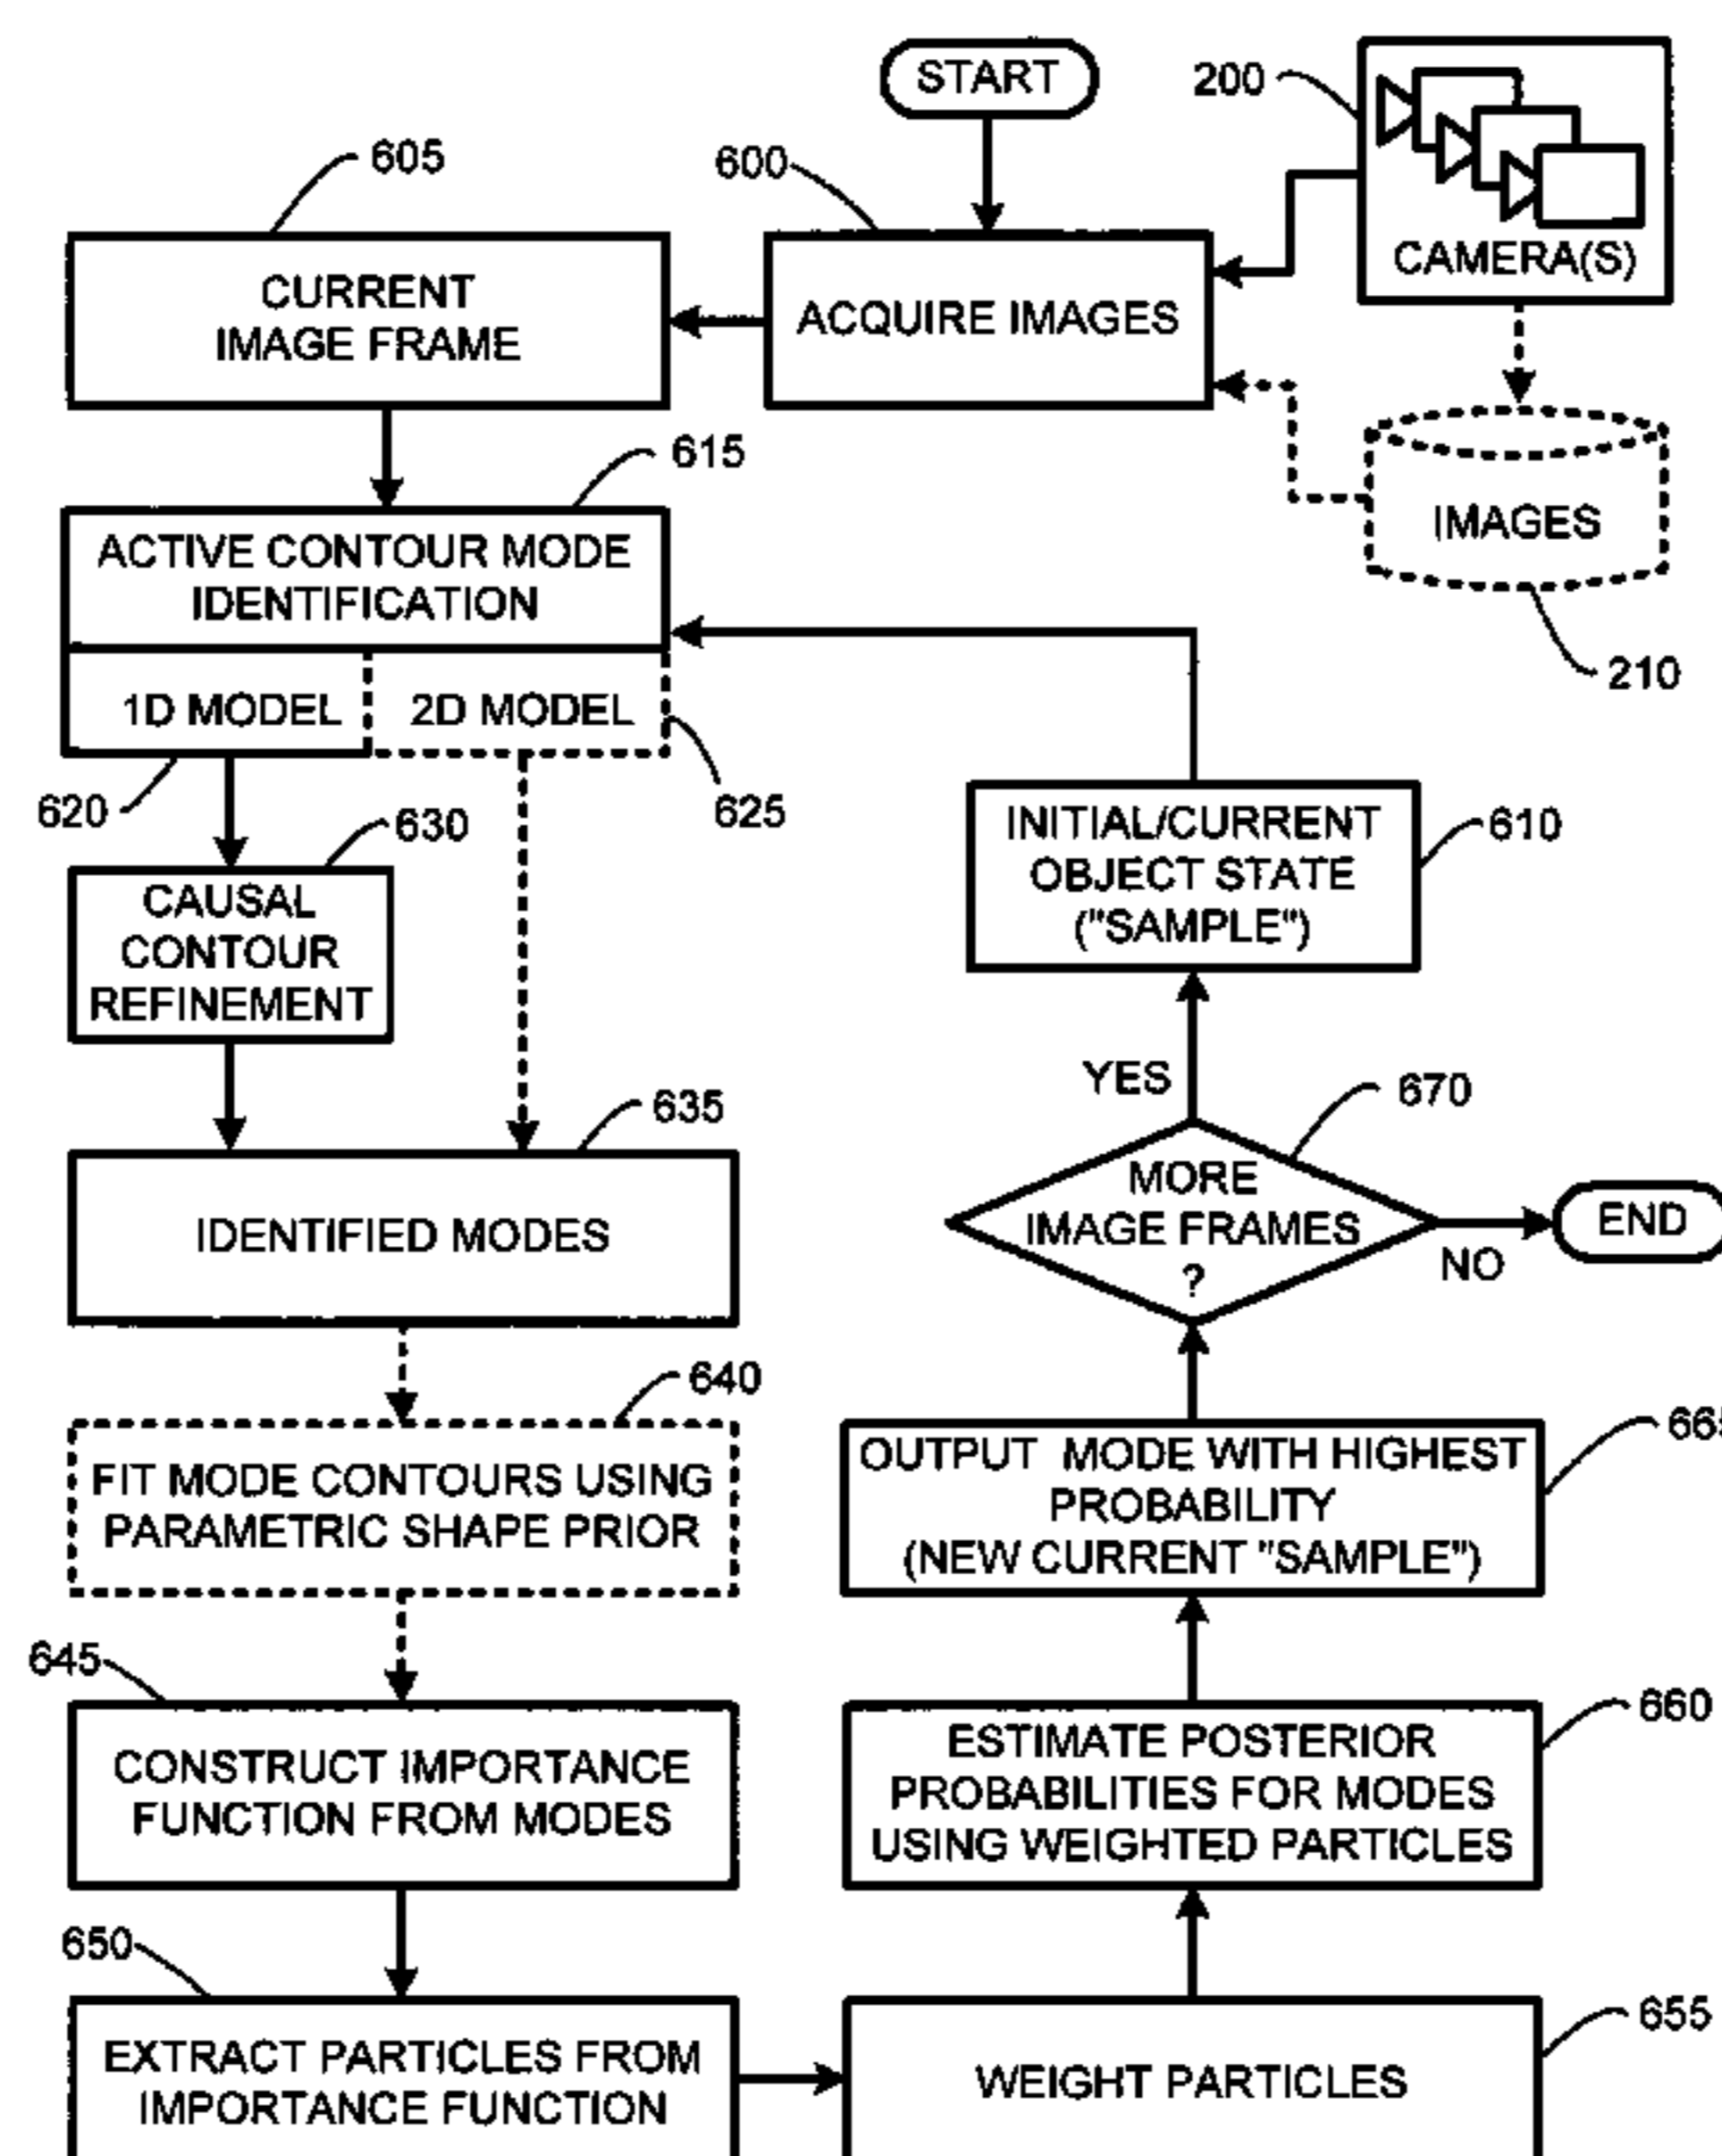 START
200
605
600
CAMERA(S)
CURRENT
IMAGE FRAME
ACQUIRE IMAGES
615
IMAGES
ACTIVE CONTOUR MODE
IDENTIFICATION
210
1D MODEL
2D MODEL
620
625
630
INITIAL/CURRENT
OBJECT STATE
("SAMPLE")
610
CAUSAL
CONTOUR
REFINEMENT
YES
670
635
MORE
IMAGE FRAMES
?
END
NO
IDENTIFIED MODES
640
FIT MODE CONTOURS USING
PARAMETRIC SHAPE PRIOR
OUTPUT MODE WITH HIGHEST
PROBABILITY
(NEW CURRENT "SAMPLE")
645
660
CONSTRUCT IMPORTANCE
FUNCTION FROM MODES
ESTIMATE POSTERIOR
PROBABILITIES FOR MODES
USING WEIGHTED PARTICLES
650
655
EXTRACT PARTICLES FROM
IMPORTANCE FUNCTION
WEIGHT PARTICLES